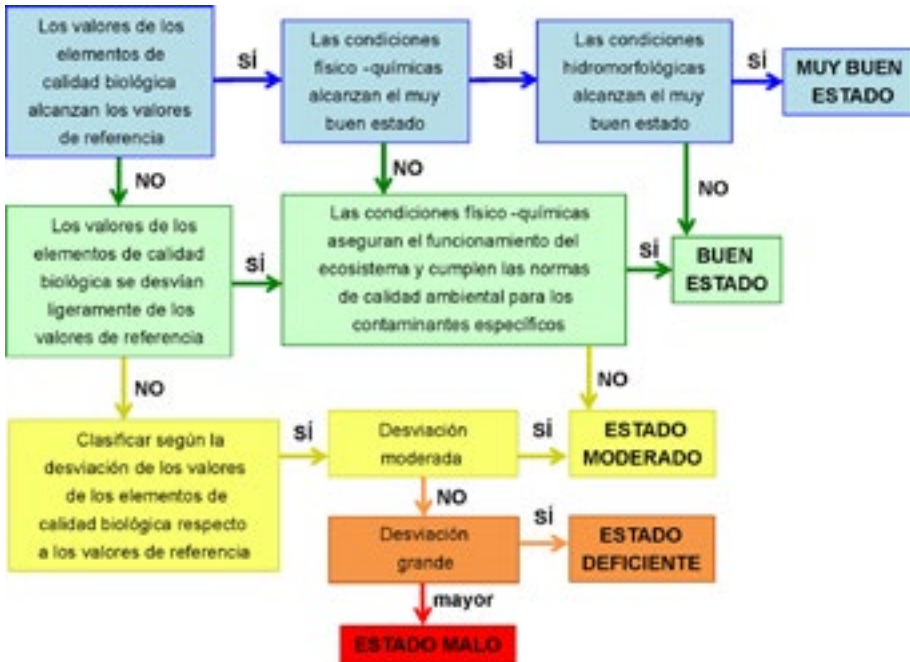 Los valores de los
elementos de
calidad biológica
alcanzan los valores
de referencia
SÍ
Las condiciones
físico -químicas
alcanzan el muy
buen estado
SÍ
Las condiciones
hidromorfológicas
alcanzan el muy
buen estado
SÍ
MUY BUEN
ESTADO
NO
NO
NO
Los valores de los
elementos de calidad
biológica se desvían
ligeramente de los
valores de referencia
SÍ
Las condiciones físico -químicas
aseguran el funcionamiento del
ecosistema y cumplen las normas
de calidad ambiental para los
contaminantes específicos
SÍ
BUEN
ESTADO
NO
NO
Clasificar según la
desviación de los valores
de los elementos de
calidad biológica respecto
a los valores de referencia
SÍ
Desviación
moderada
SÍ
ESTADO
MODERADO
NO
Desviación
grande
SÍ
ESTADO
DEFICIENTE
mayor
ESTADO MALO